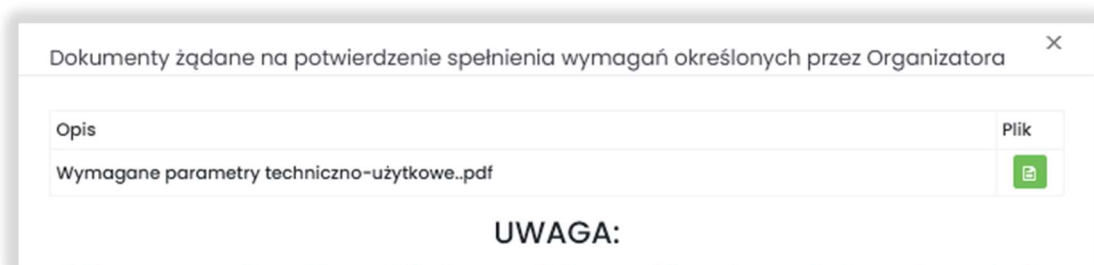 Dokumenty żądane na potwierdzenie spełnienia wymagań określonych przez Organizatora ×
Opis Plik
Wymagane parametry techniczno-użytkowe..pdf
UWAGA: